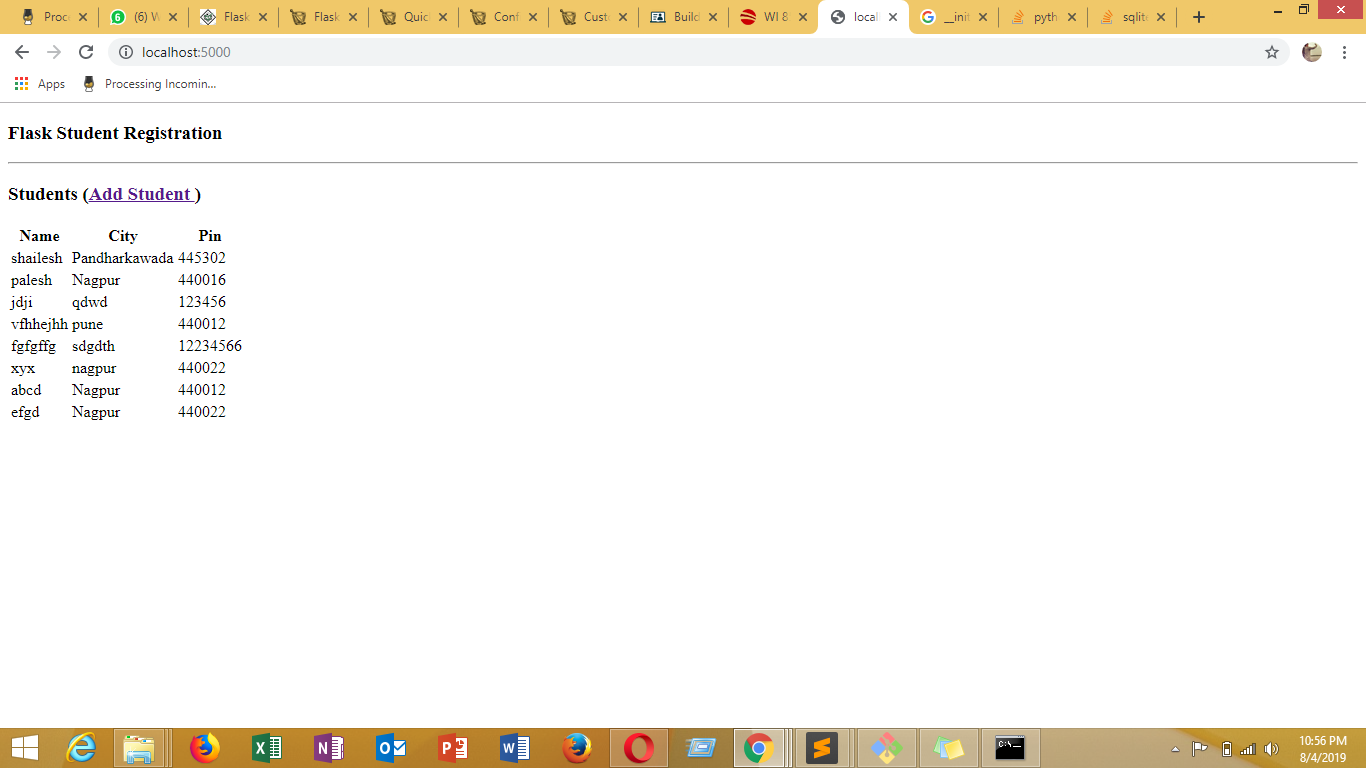 Proc (6) W Flask Flask Quic Conf Cust Build WI 8 local __init pyth sqlite
localhost:5000
Apps Processing Incomin...
Flask Student Registration
Students (Add Student )
Name City Pin
shailesh Pandharkawada 445302
palesh Nagpur 440016
jdji qdwd 123456
vfhhejhh pune 440012
fgfgffg sdgdth 12234566
xyx nagpur 440022
abcd Nagpur 440012
efgd Nagpur 440022
10:56 PM
8/4/2019